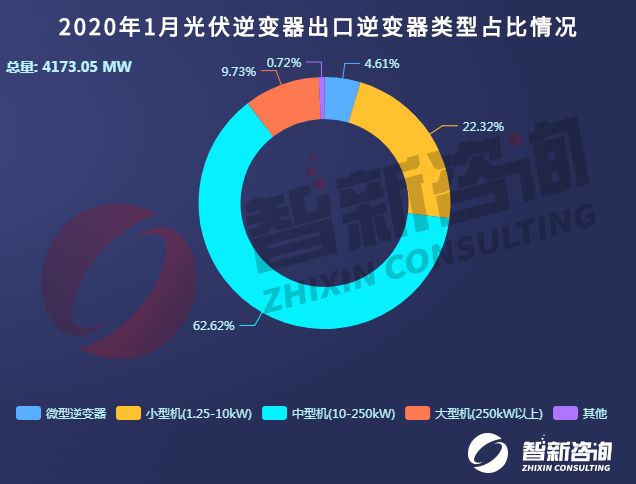 2020年1月光伏逆变器出口逆变器类型占比情况
总量: 4173.05 MW
0.72%
4.61%
9.73%
22.32%
智新咨询
ZHIXIN CONSULTING
62.62%
微型逆变器 小型机(1.25-10kW) 中型机(10-250kW) 大型机(250kW以上) 其他
智新咨询
ZHIXIN CONSULTING